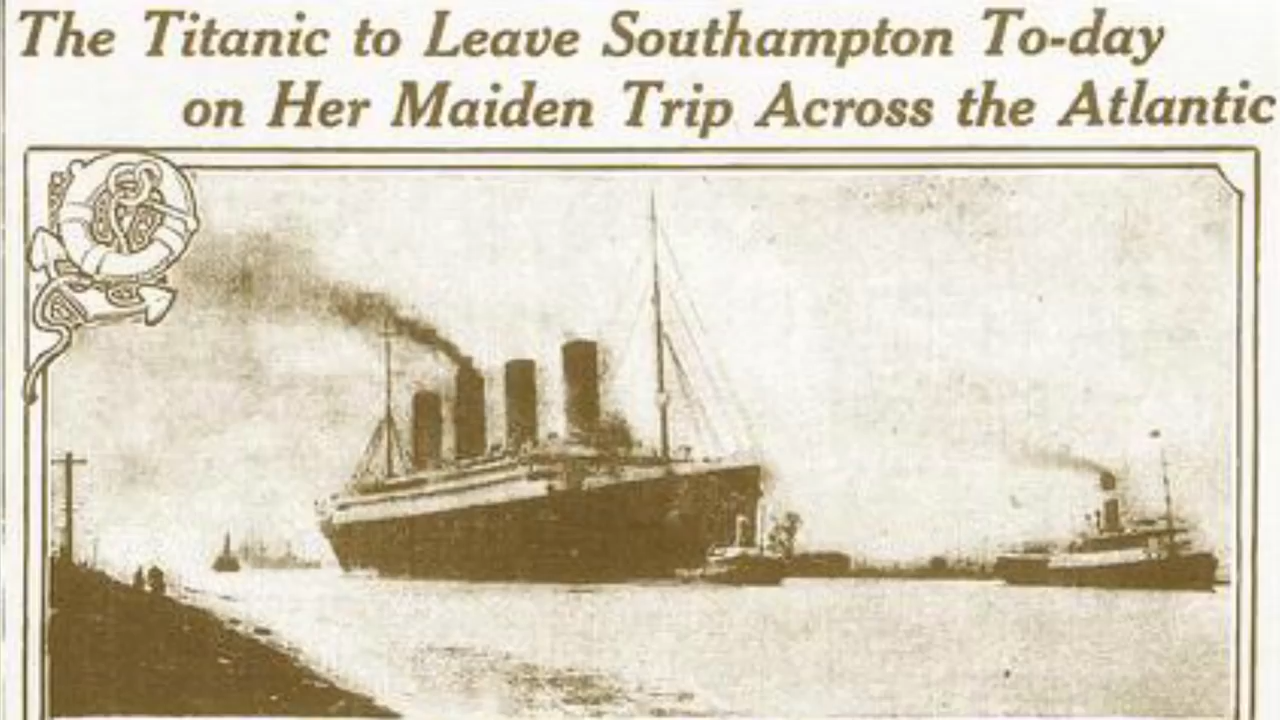 The Titanic to Leave Southampton To-day
on Her Maiden Trip Across the Atlantic